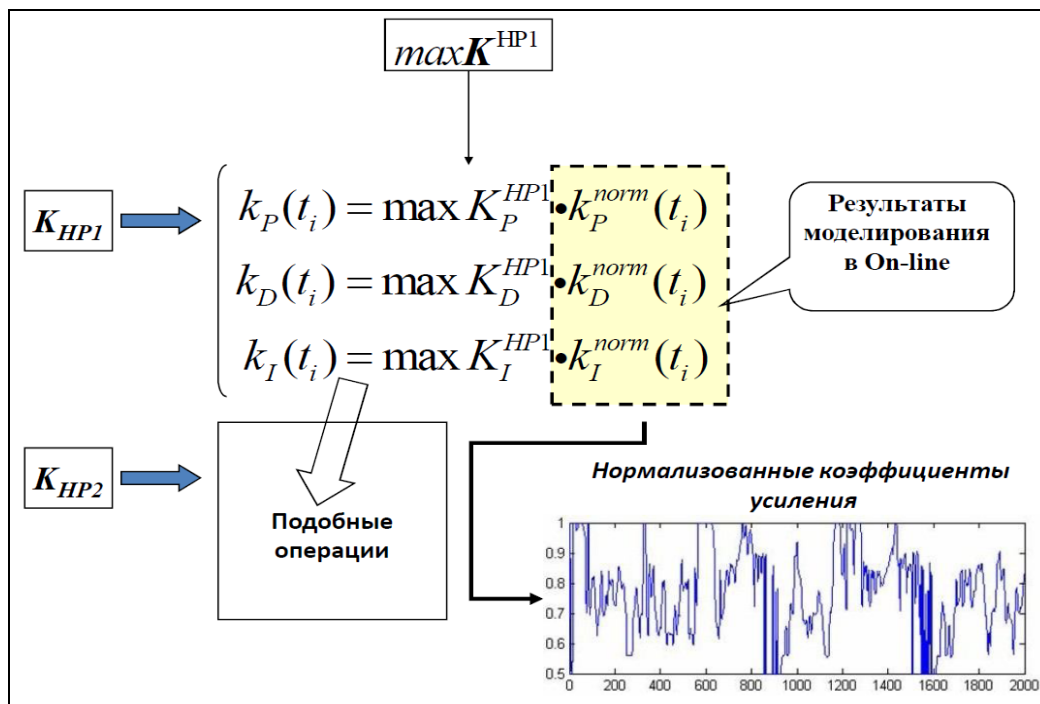 maxK^HP1
K_HP1
k_P(t_i) = max K_P^HP1 • k_P^norm(t_i)
k_D(t_i) = max K_D^HP1 • k_D^norm(t_i)
k_I(t_i) = max K_I^HP1 • k_I^norm(t_i)
Результаты
моделирования
в On-line
K_HP2
Подобные
операции
Нормализованные коэффициенты
усиления
1
0.9
0.8
0.7
0.6
0.5
0 200 400 600 800 1000 1200 1400 1600 1800 2000